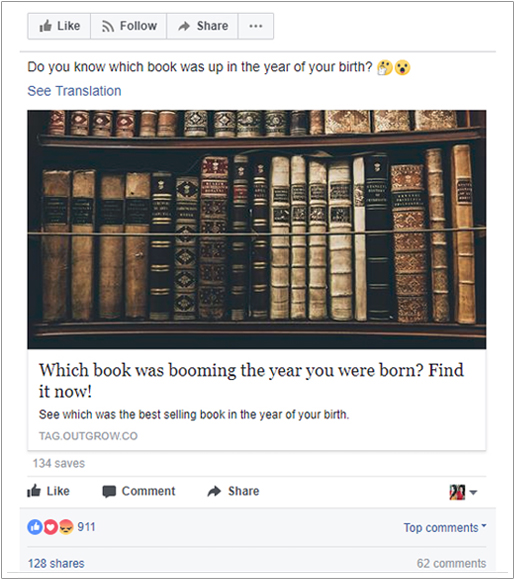 Like Follow Share ...
Do you know which book was up in the year of your birth? 🤔😮
See Translation
Which book was booming the year you were born? Find
it now!
See which was the best selling book in the year of your birth.
TAG.OUTGROW.CO
134 saves
Like Comment Share
911 Top comments
128 shares 62 comments